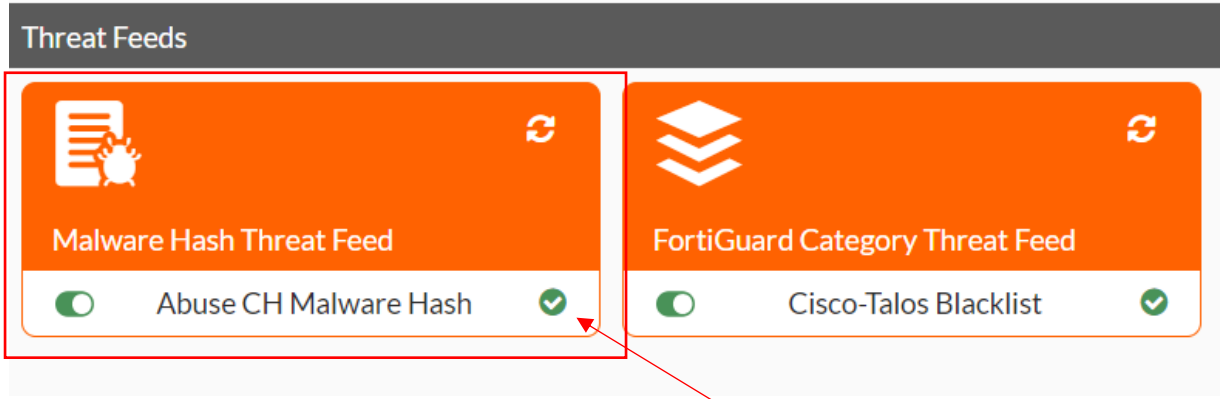 Threat Feeds
Malware Hash Threat Feed
Abuse CH Malware Hash
FortiGuard Category Threat Feed
Cisco-Talos Blacklist